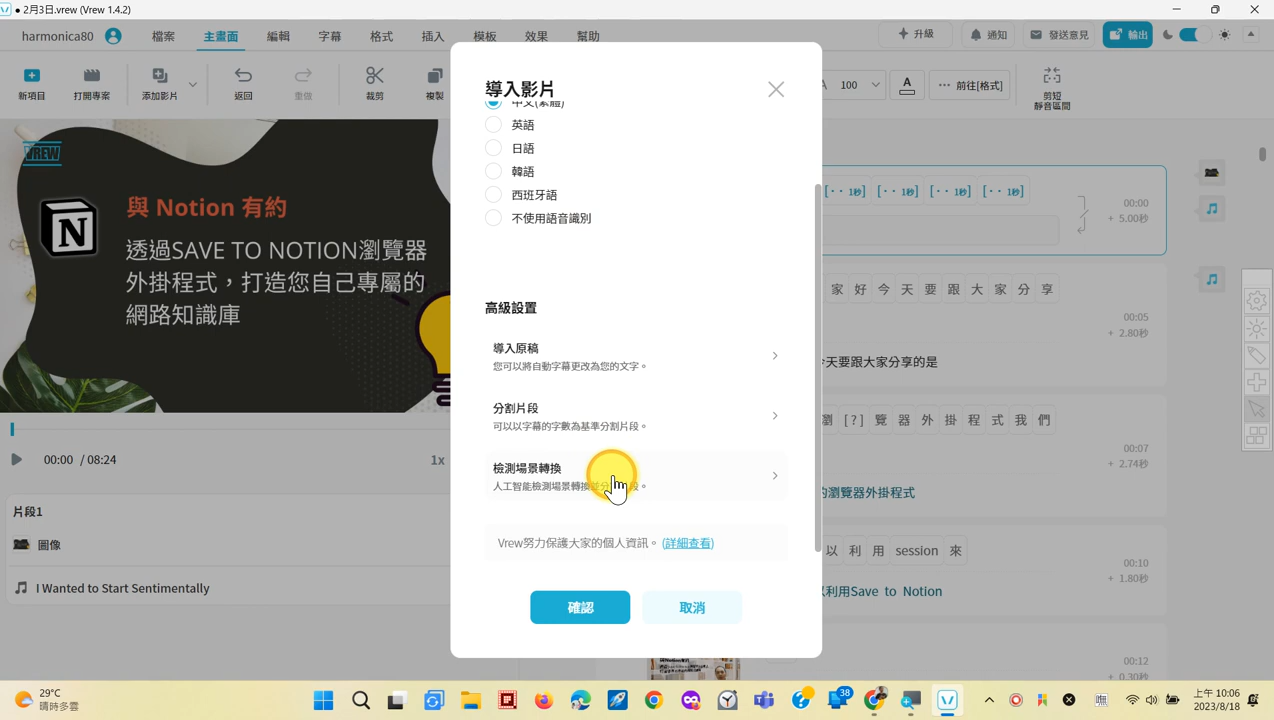 2月3日.vrew (Vrew 1.4.2)
harmonica80 檔案 主畫面 編輯 字幕 格式 插入 模板 效果 幫助 升級 通知 發送意見 輸出
新項目 打開專案 添加影片 返回 重做 裁剪 複製 100 A 前往[格式] 剪短
靜音區間
導入影片
中文(繁體)
英語
日語
韓語
西班牙語
不使用語音識別
高級設置
導入原稿
您可以將自動字幕更改為您的文字。
分割片段
可以以字幕的字數為基準分割片段。
檢測場景轉換
人工智能檢測場景轉換並分 段。
Vrew努力保護大家的個人資訊。 (詳細查看)
確認 取消
VREW
與 Notion 有約
透過SAVE TO NOTION瀏覽器
外掛程式，打造您自己專屬的
網路知識庫
00:00 / 08:24 1x
片段1
圖像
I Wanted to Start Sentimentally
1秒] [·· 1秒] [·· 1秒] [·· 1秒]
00:00
+ 5.00秒
家 好 今 天 要 跟 大 家 分 享
00:05
+ 2.80秒
天要跟大家分享的是
[?] 覽 器 外 掛 程 式 我 們
00:07
+ 2.74秒
的瀏覽器外掛程式
以 利 用 session 來
00:10
+ 1.80秒
利用Save to Notion
00:12
+ 0.30秒
29°C
晴時多雲
38
上午 10:06
2023/8/18